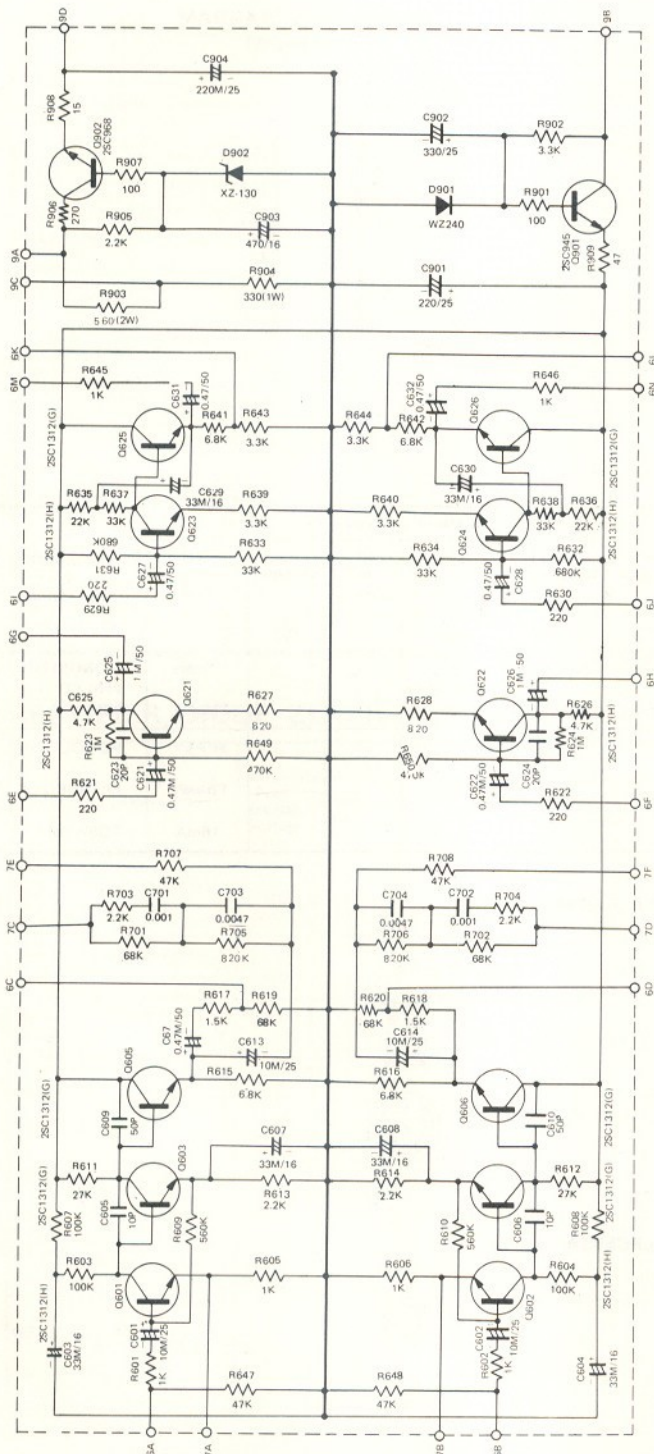 9D
C904
220M/25
R908
15
Q902
2SC968
R907
100
D902
XZ-130
R906
270
R905
2.2K
C903
470/16
9A
9C
R904
330(1W)
R903
560(2W)
9B
C902
330/25
R902
3.3K
D901
WZ240
R901
100
2SC945
Q901
R909
47
C901
220/25
6K
6M
R645
1K
C631
0.47/50
2SC1312(G)
Q625
R641
6.8K
R643
3.3K
R635
22K
R637
33K
C629
33M/16
2SC1312(H)
Q623
R639
3.3K
R631
680K
R633
33K
C627
0.47/50
6I
R629
220
6L
6N
R646
1K
C632
0.47/50
R644
3.3K
R642
6.8K
Q626
2SC1312(G)
C630
33M/16
R640
3.3K
R638
33K
R636
22K
Q624
2SC1312(H)
R634
33K
R632
680K
0.47/50
C628
R630
220
6J
6G
C625
1M/50
C625
4.7K
Q621
2SC1312(H)
R623
1M
C623
20P
R627
820
R649
470K
C621
0.47M/50
R621
220
6E
6H
C626
1M 50
Q622
R628
820
R626
4.7K
R624
1M
C624
20P
2SC1312(H)
C622
0.47M/50
R622
220
6F
7E
R707
47K
R703
2.2K
C701
0.001
C703
0.0047
7C
R701
68K
R705
820K
R708
47K
7F
C704
0.0047
C702
0.001
R704
2.2K
R706
820K
R702
68K
7D
6C
R617
1.5K
R619
68K
C67
0.47M/50
C613
10M/25
2SC1312(G)
Q605
R615
6.8K
C609
50P
6D
R620
68K
R618
1.5K
C614
10M/25
R616
6.8K
Q606
2SC1312(G)
C610
50P
C607
33M/16
R611
27K
Q603
R613
2.2K
2SC1312(G)
R607
100K
C605
10P
R609
560K
C608
33M/16
R614
2.2K
R612
27K
2SC1312(G)
R610
560K
C606
10P
R608
100K
R603
100K
R605
1K
Q601
2SC1312(H)
C603
33M/16
C601
10M/25
R601
1K
R647
47K
R606
1K
R604
100K
Q602
2SC1312(H)
C602
10M/25
R602
1K
R648
47K
C604
33M/16
7B
6B